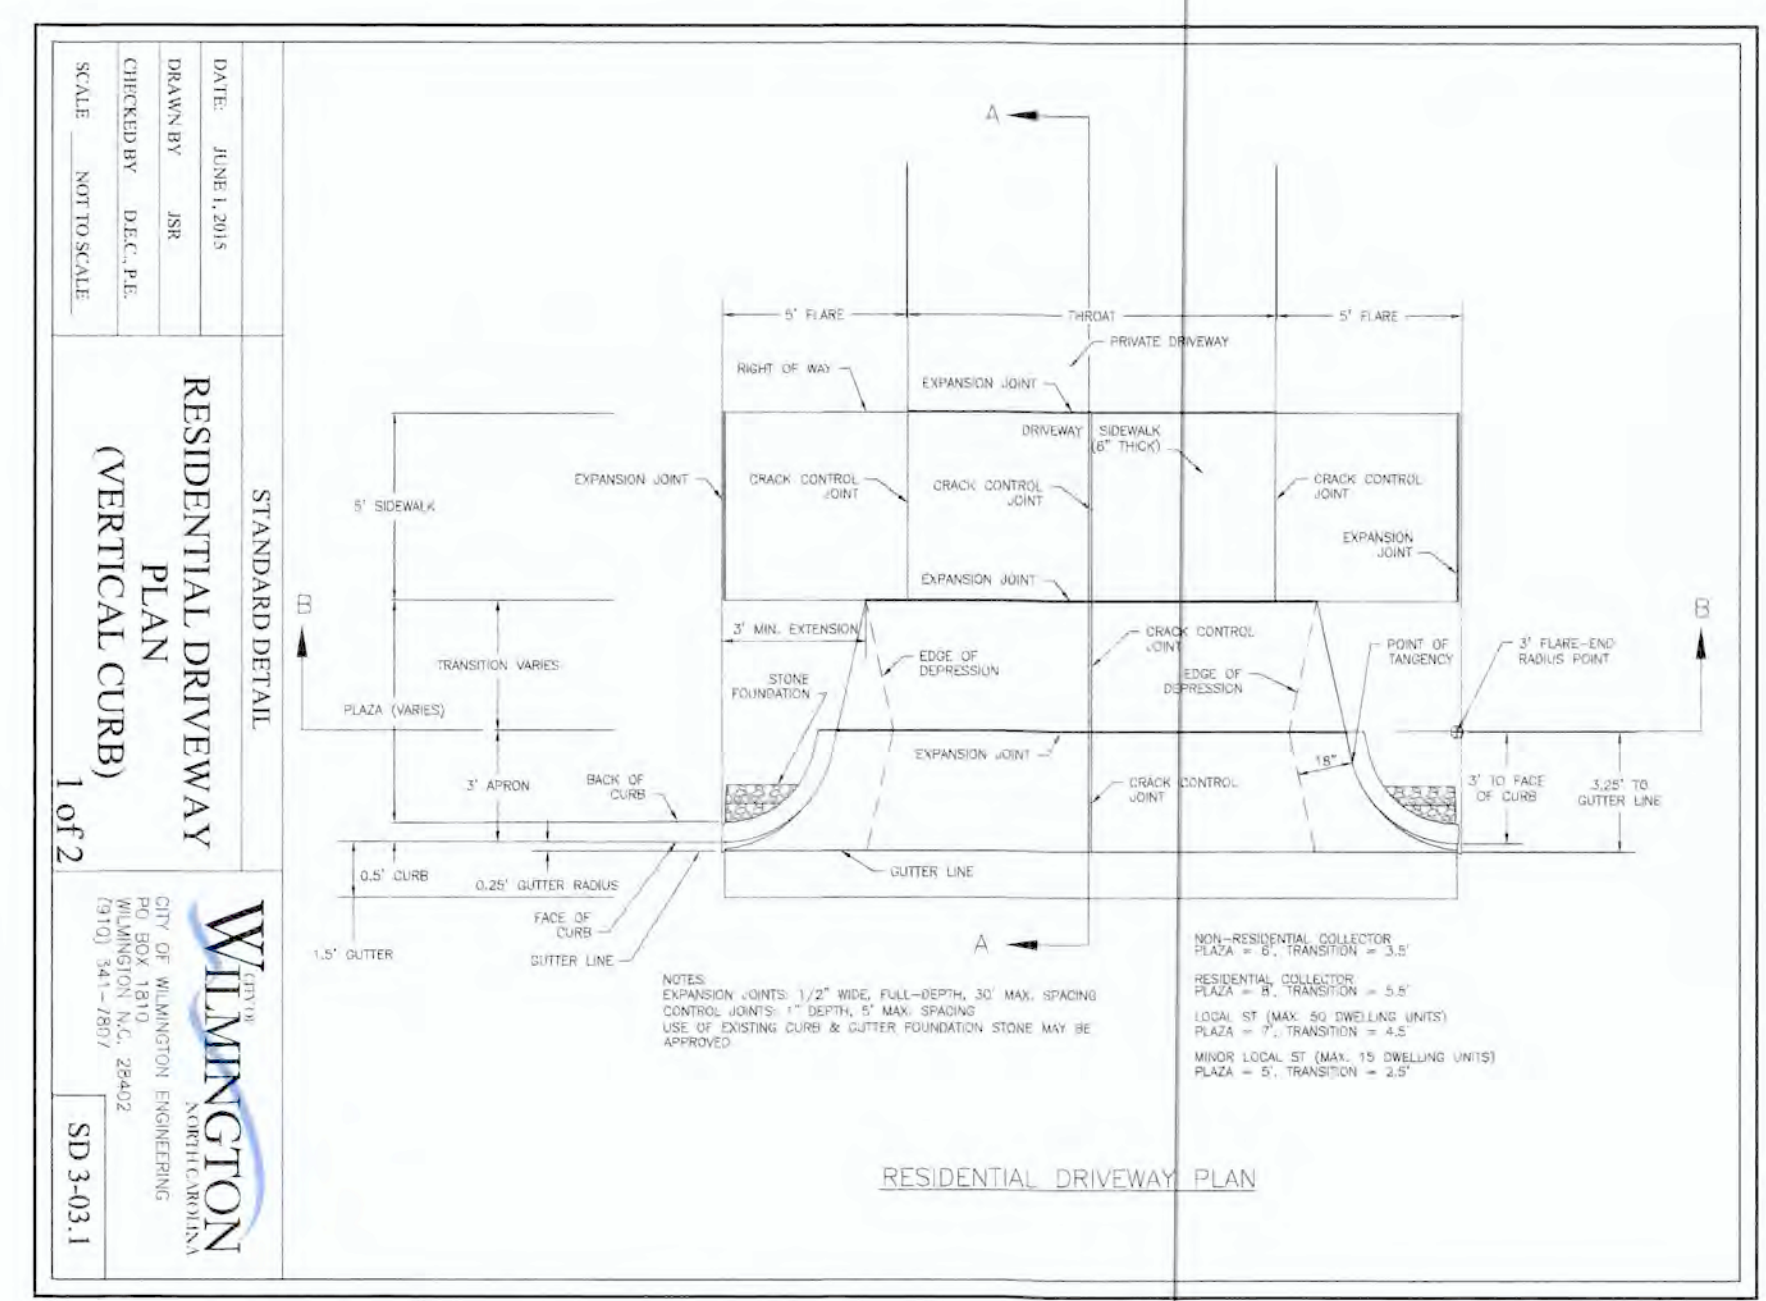 A
5' FLARE
THROAT
5' FLARE
PRIVATE DRIVEWAY
RIGHT OF WAY
EXPANSION JOINT
DRIVEWAY SIDEWALK
(6" THICK)
EXPANSION JOINT
CRACK CONTROL
JOINT
CRACK CONTROL
JOINT
CRACK CONTROL
JOINT
5' SIDEWALK
EXPANSION
JOINT
EXPANSION JOINT
B
B
3' MIN. EXTENSION
CRACK CONTROL
JOINT
POINT OF
TANGENCY
3' FLARE-END
RADIUS POINT
EDGE OF
DEPRESSION
EDGE OF
DEPRESSION
TRANSITION VARIES
STONE
FOUNDATION
PLAZA (VARIES)
EXPANSION JOINT
18"
3' APRON
BACK OF
CURB
CRACK CONTROL
JOINT
3' TO FACE
OF CURB
3.25' TO
GUTTER LINE
0.5' CURB
0.25' GUTTER RADIUS
GUTTER LINE
FACE OF
CURB
1.5' GUTTER
GUTTER LINE
A
NOTES:
EXPANSION JOINTS: 1/2" WIDE, FULL-DEPTH, 30' MAX. SPACING
CONTROL JOINTS: 1" DEPTH, 5' MAX. SPACING
USE OF EXISTING CURB & GUTTER FOUNDATION STONE MAY BE
APPROVED
NON-RESIDENTIAL COLLECTOR
PLAZA = 6', TRANSITION = 3.5'
RESIDENTIAL COLLECTOR
PLAZA = 8', TRANSITION = 5.5'
LOCAL ST (MAX. 50 DWELLING UNITS)
PLAZA = 7', TRANSITION = 4.5'
MINOR LOCAL ST (MAX. 15 DWELLING UNITS)
PLAZA = 5', TRANSITION = 2.5'
RESIDENTIAL DRIVEWAY PLAN
DATE: JUNE 1, 2015
DRAWN BY JSR
CHECKED BY D.E.C., P.E.
SCALE NOT TO SCALE
STANDARD DETAIL
RESIDENTIAL DRIVEWAY
PLAN
(VERTICAL CURB)
1 of 2
CITY OF
WILMINGTON
NORTH CAROLINA
CITY OF WILMINGTON ENGINEERING
PO BOX 1810
WILMINGTON N.C. 28402
(910) 341-7807
SD 3-03.1